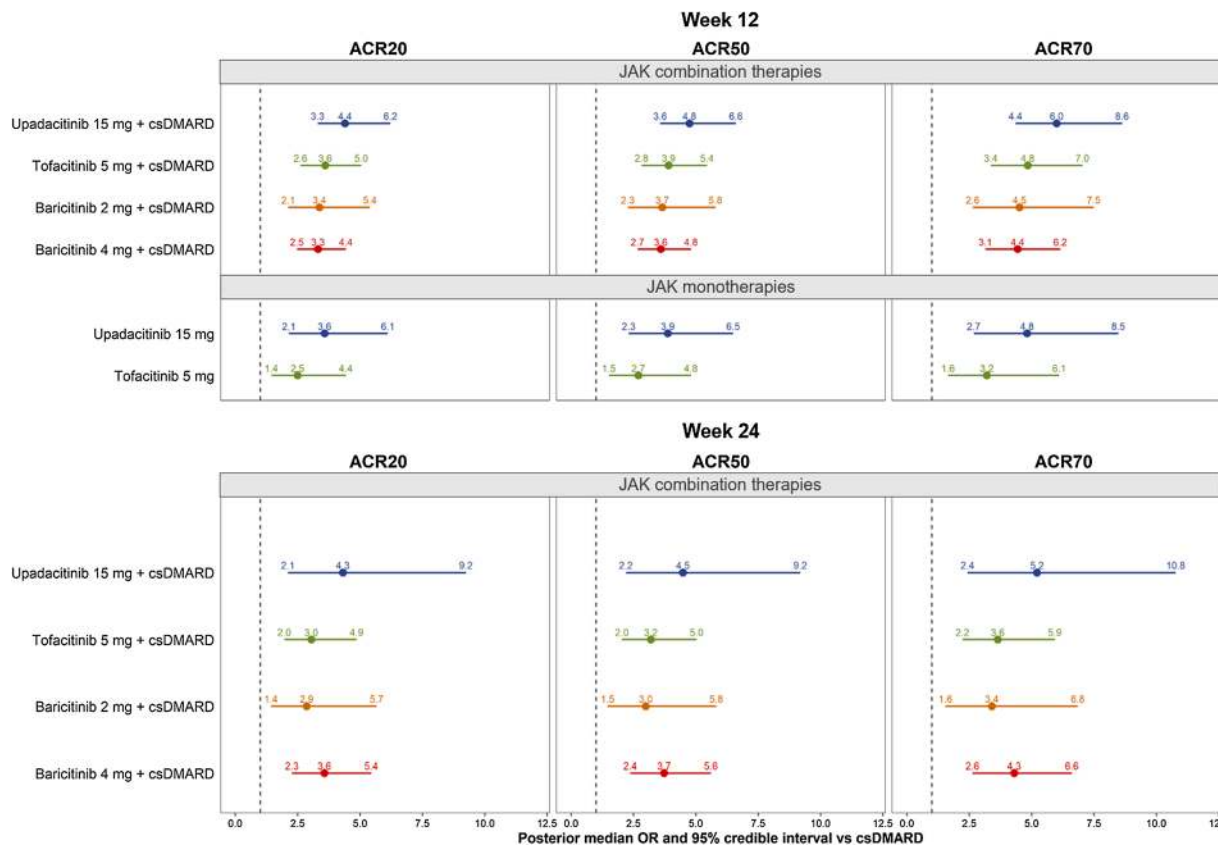 Week 12
ACR20 ACR50 ACR70
JAK combination therapies
Upadacitinib 15 mg + csDMARD 3.3 4.4 6.2 3.6 4.8 6.6 4.4 6.0 8.6
Tofacitinib 5 mg + csDMARD 2.6 3.6 5.0 2.8 3.9 5.4 3.4 4.8 7.0
Baricitinib 2 mg + csDMARD 2.1 3.4 5.4 2.3 3.7 5.8 2.6 4.5 7.5
Baricitinib 4 mg + csDMARD 2.5 3.3 4.4 2.7 3.6 4.8 3.1 4.4 6.2
JAK monotherapies
Upadacitinib 15 mg 2.1 3.6 6.1 2.3 3.9 6.5 2.7 4.8 8.5
Tofacitinib 5 mg 1.4 2.5 4.4 1.5 2.7 4.8 1.6 3.2 6.1
Week 24
ACR20 ACR50 ACR70
JAK combination therapies
Upadacitinib 15 mg + csDMARD 2.1 4.3 9.2 2.2 4.5 9.2 2.4 5.2 10.8
Tofacitinib 5 mg + csDMARD 2.0 3.0 4.9 2.0 3.2 5.0 2.2 3.6 5.9
Baricitinib 2 mg + csDMARD 1.4 2.9 5.7 1.5 3.0 5.8 1.6 3.4 6.8
Baricitinib 4 mg + csDMARD 2.3 3.6 5.4 2.4 3.7 5.6 2.6 4.3 6.6
0.0 2.5 5.0 7.5 10.0 12.5 0.0 2.5 5.0 7.5 10.0 12.5 0.0 2.5 5.0 7.5 10.0
Posterior median OR and 95% credible interval vs csDMARD